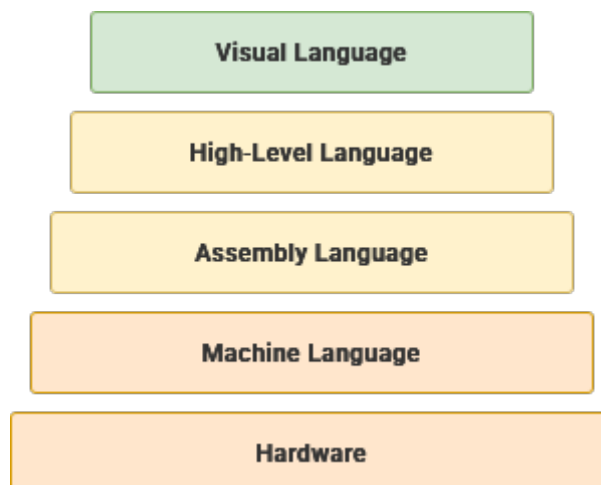 Visual Language
High-Level Language
Assembly Language
Machine Language
Hardware